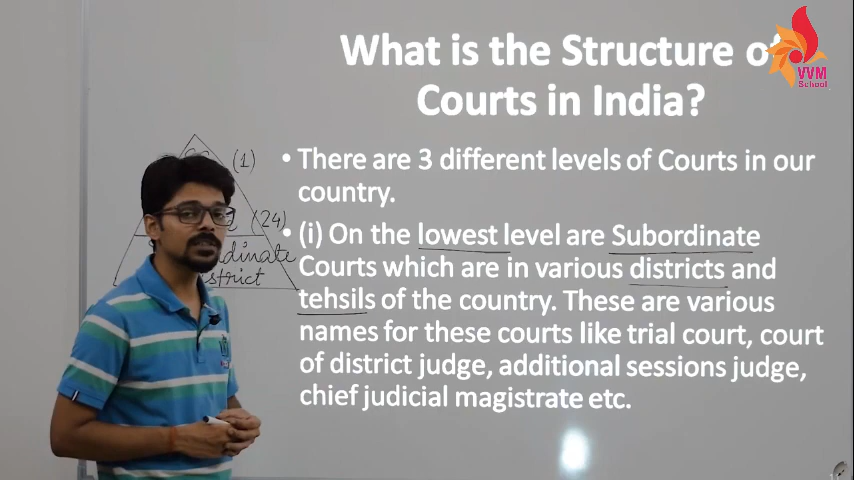 What is the Structure of
Courts in India?
VVM
School
• There are 3 different levels of Courts in our
country.
(1)
(24)
dinate
strict
• (i) On the lowest level are Subordinate
Courts which are in various districts and
tehsils of the country. These are various
names for these courts like trial court, court
of district judge, additional sessions judge,
chief judicial magistrate etc.